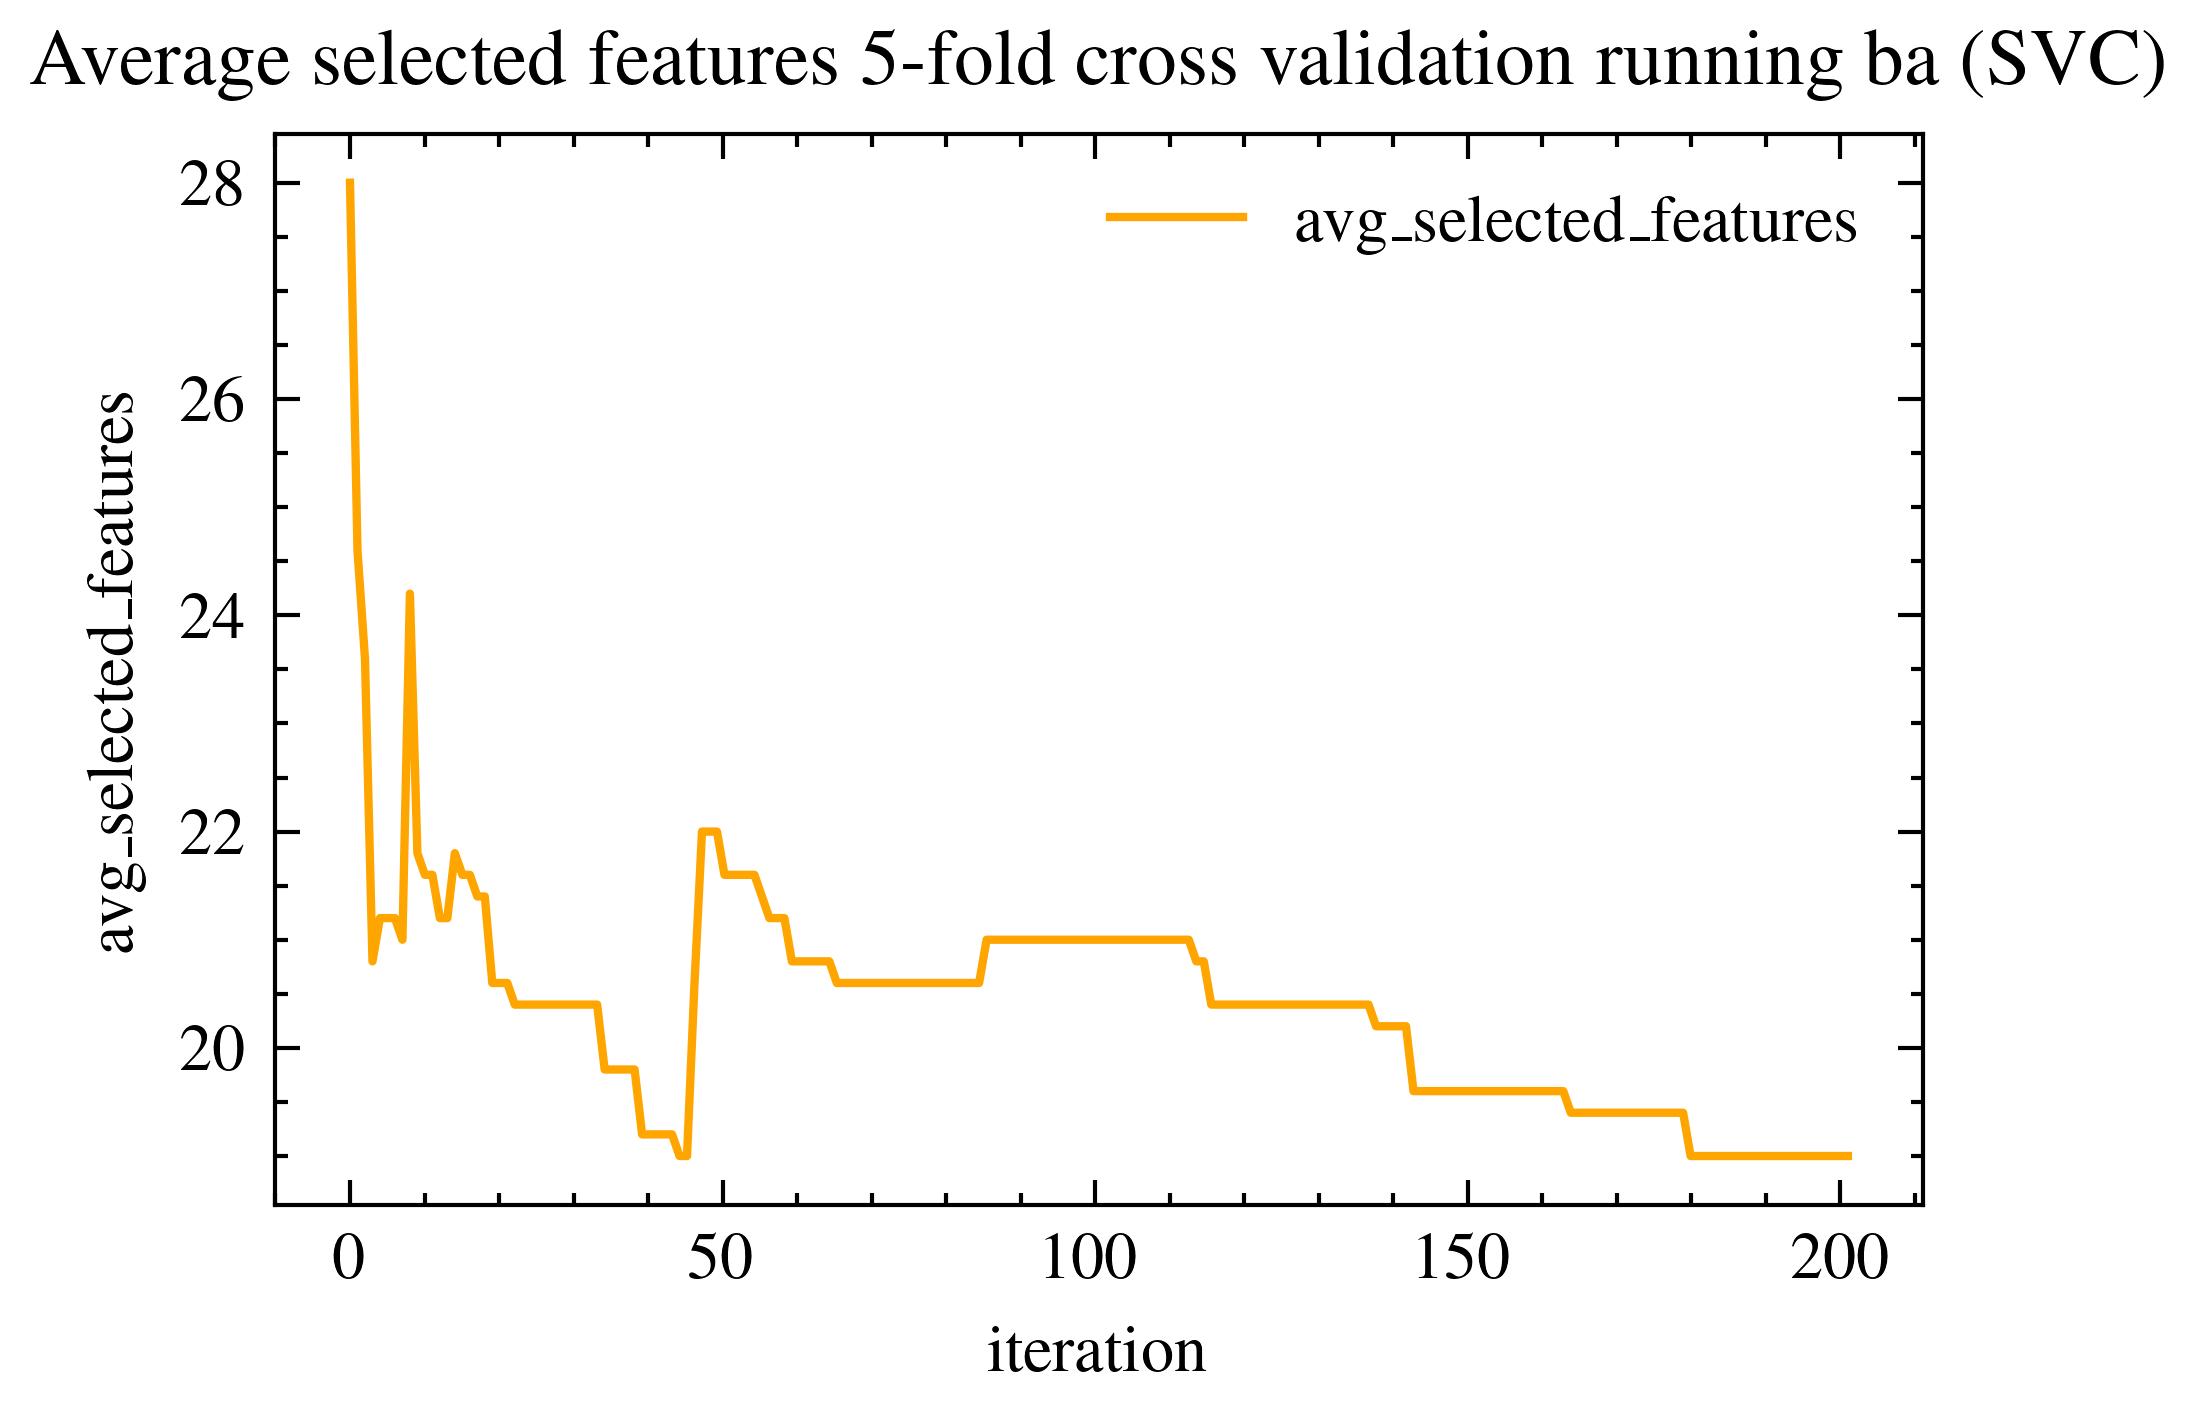 Average selected features 5-fold cross validation running ba (SVC)
avg_selected_features
28
26
24
22
20
avg_selected_features
0 50 100 150 200
iteration